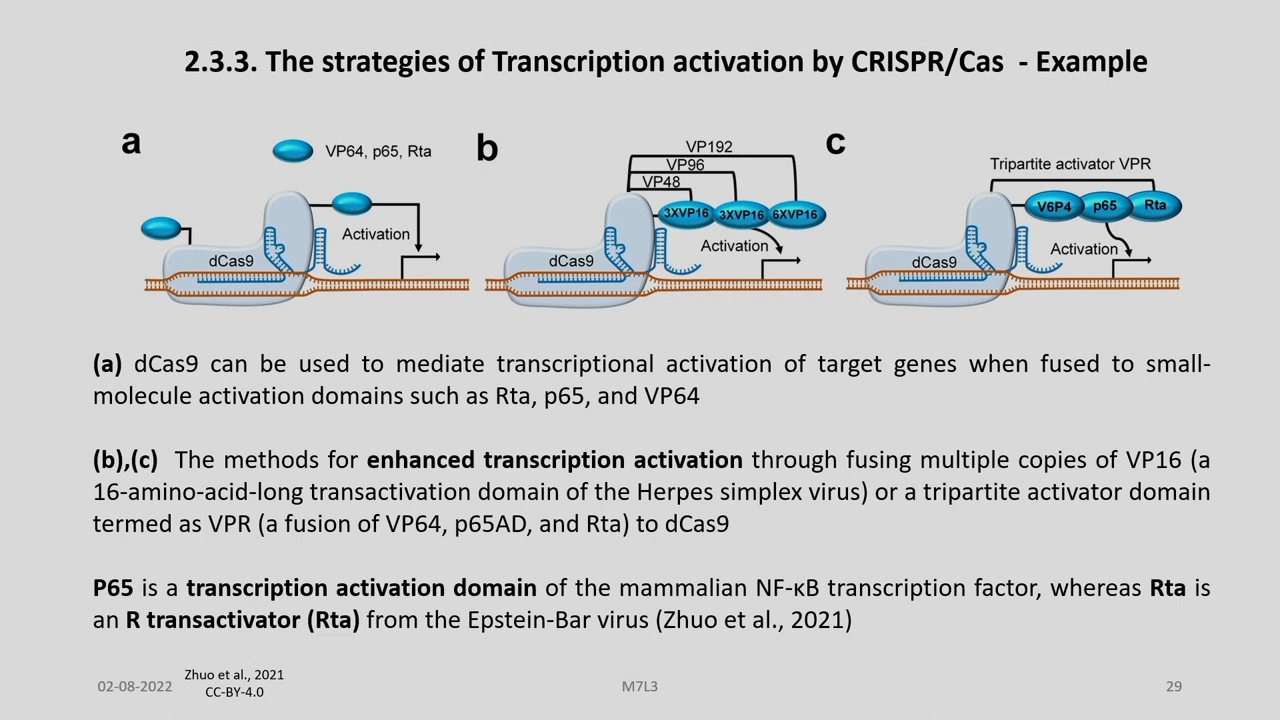 2.3.3. The strategies of Transcription activation by CRISPR/Cas - Example
a
VP64, p65, Rta
dCas9
Activation
b
VP192
VP96
VP48
3XVP16
3XVP16
6XVP16
Activation
dCas9
c
Tripartite activator VPR
V6P4
p65
Rta
Activation
dCas9
(a) dCas9 can be used to mediate transcriptional activation of target genes when fused to small-
molecule activation domains such as Rta, p65, and VP64
(b),(c) The methods for enhanced transcription activation through fusing multiple copies of VP16 (a
16-amino-acid-long transactivation domain of the Herpes simplex virus) or a tripartite activator domain
termed as VPR (a fusion of VP64, p65AD, and Rta) to dCas9
P65 is a transcription activation domain of the mammalian NF-κB transcription factor, whereas Rta is
an R transactivator (Rta) from the Epstein-Bar virus (Zhuo et al., 2021)
02-08-2022
Zhuo et al., 2021
CC-BY-4.0
M7L3
29